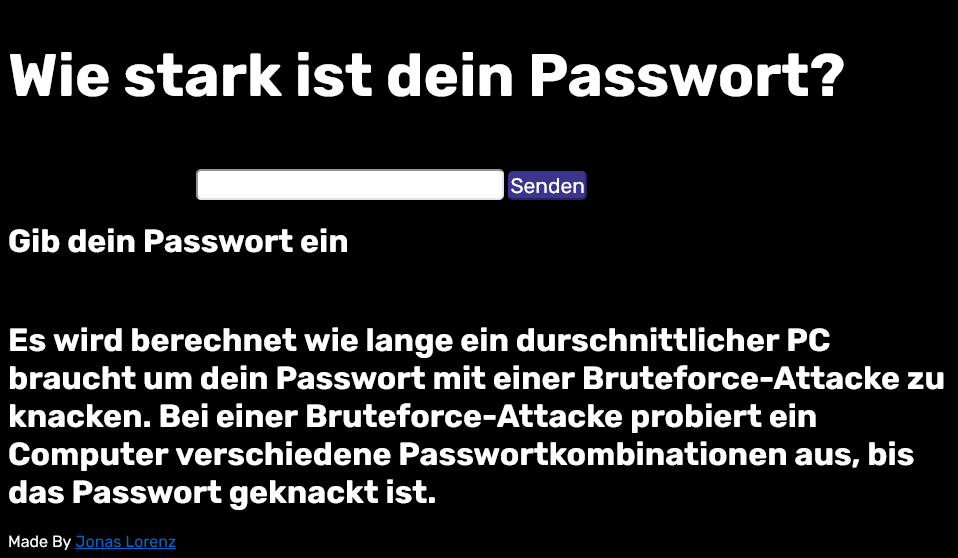 Wie stark ist dein Passwort?
Senden
Gib dein Passwort ein
Es wird berechnet wie lange ein durschnittlicher PC
braucht um dein Passwort mit einer Bruteforce-Attacke zu
knacken. Bei einer Bruteforce-Attacke probiert ein
Computer verschiedene Passwortkombinationen aus, bis
das Passwort geknackt ist.
Made By Jonas Lorenz